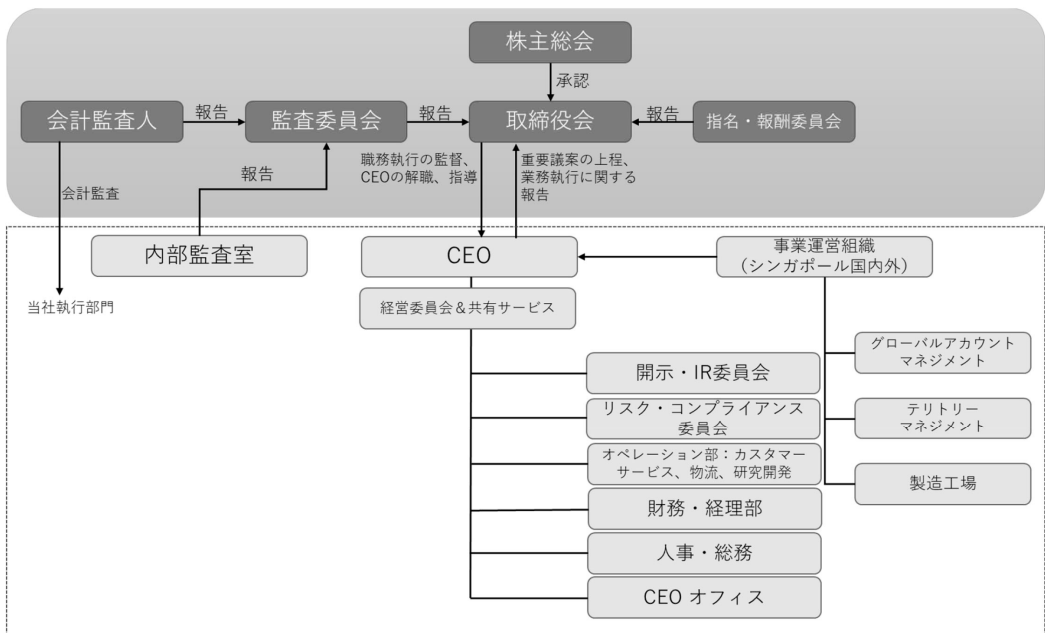 株主総会
承認
会計監査人
報告
監査委員会
報告
取締役会
報告
指名・報酬委員会
職務執行の監督、
CEOの解職、指導
重要議案の上程、
業務執行に関する
報告
報告
会計監査
内部監査室
CEO
事業運営組織
（シンガポール国内外）
当社執行部門
経営委員会＆共有サービス
グローバルアカウント
マネジメント
開示・IR委員会
リスク・コンプライアンス
委員会
テリトリー
マネジメント
オペレーション部：カスタマー
サービス、物流、研究開発
製造工場
財務・経理部
人事・総務
CEO オフィス